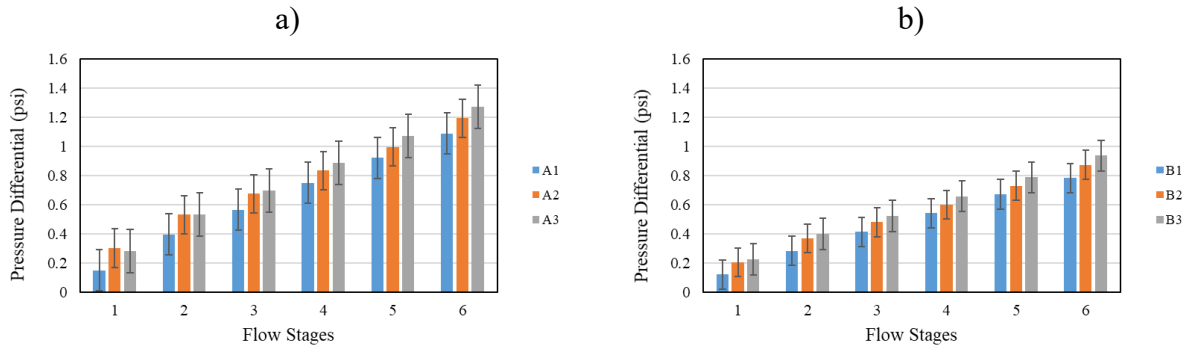 a)
Pressure Differential (psi)
1.6
1.4
1.2
1
0.8
0.6
0.4
0.2
0
1 2 3 4 5 6
Flow Stages
A1
A2
A3
b)
Pressure Differential (psi)
1.6
1.4
1.2
1
0.8
0.6
0.4
0.2
0
1 2 3 4 5 6
Flow Stages
B1
B2
B3